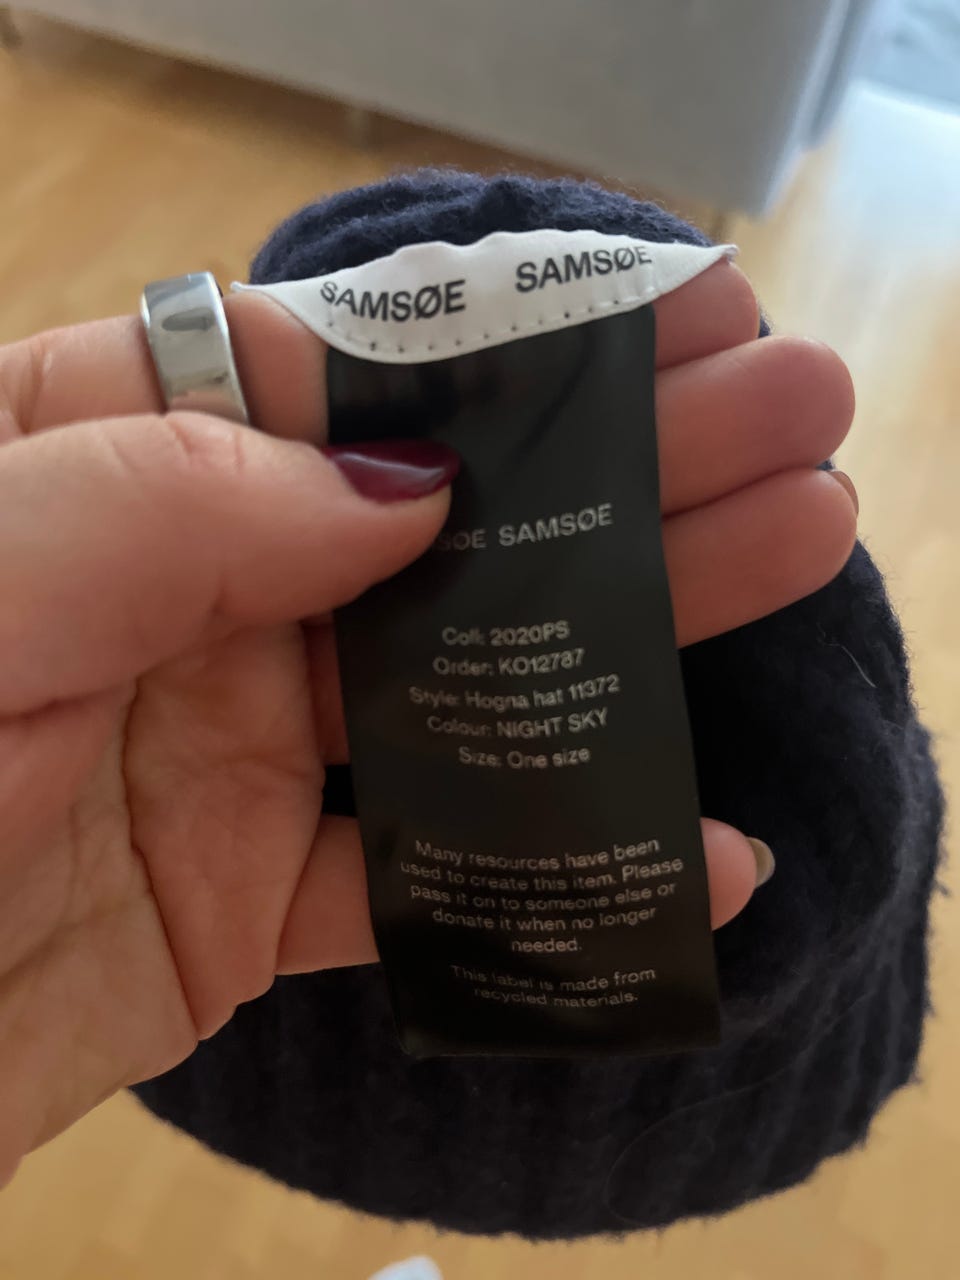 SAMSØE SAMSØE
SAMSØE
Coll: 2020PS
Order: KO12787
Style: Hogna hat 11372
Colour: NIGHT SKY
Size: One size
Many resources have been
used to create this item. Please
pass it on to someone else or
donate it when no longer
needed.
This label is made from
recycled materials.